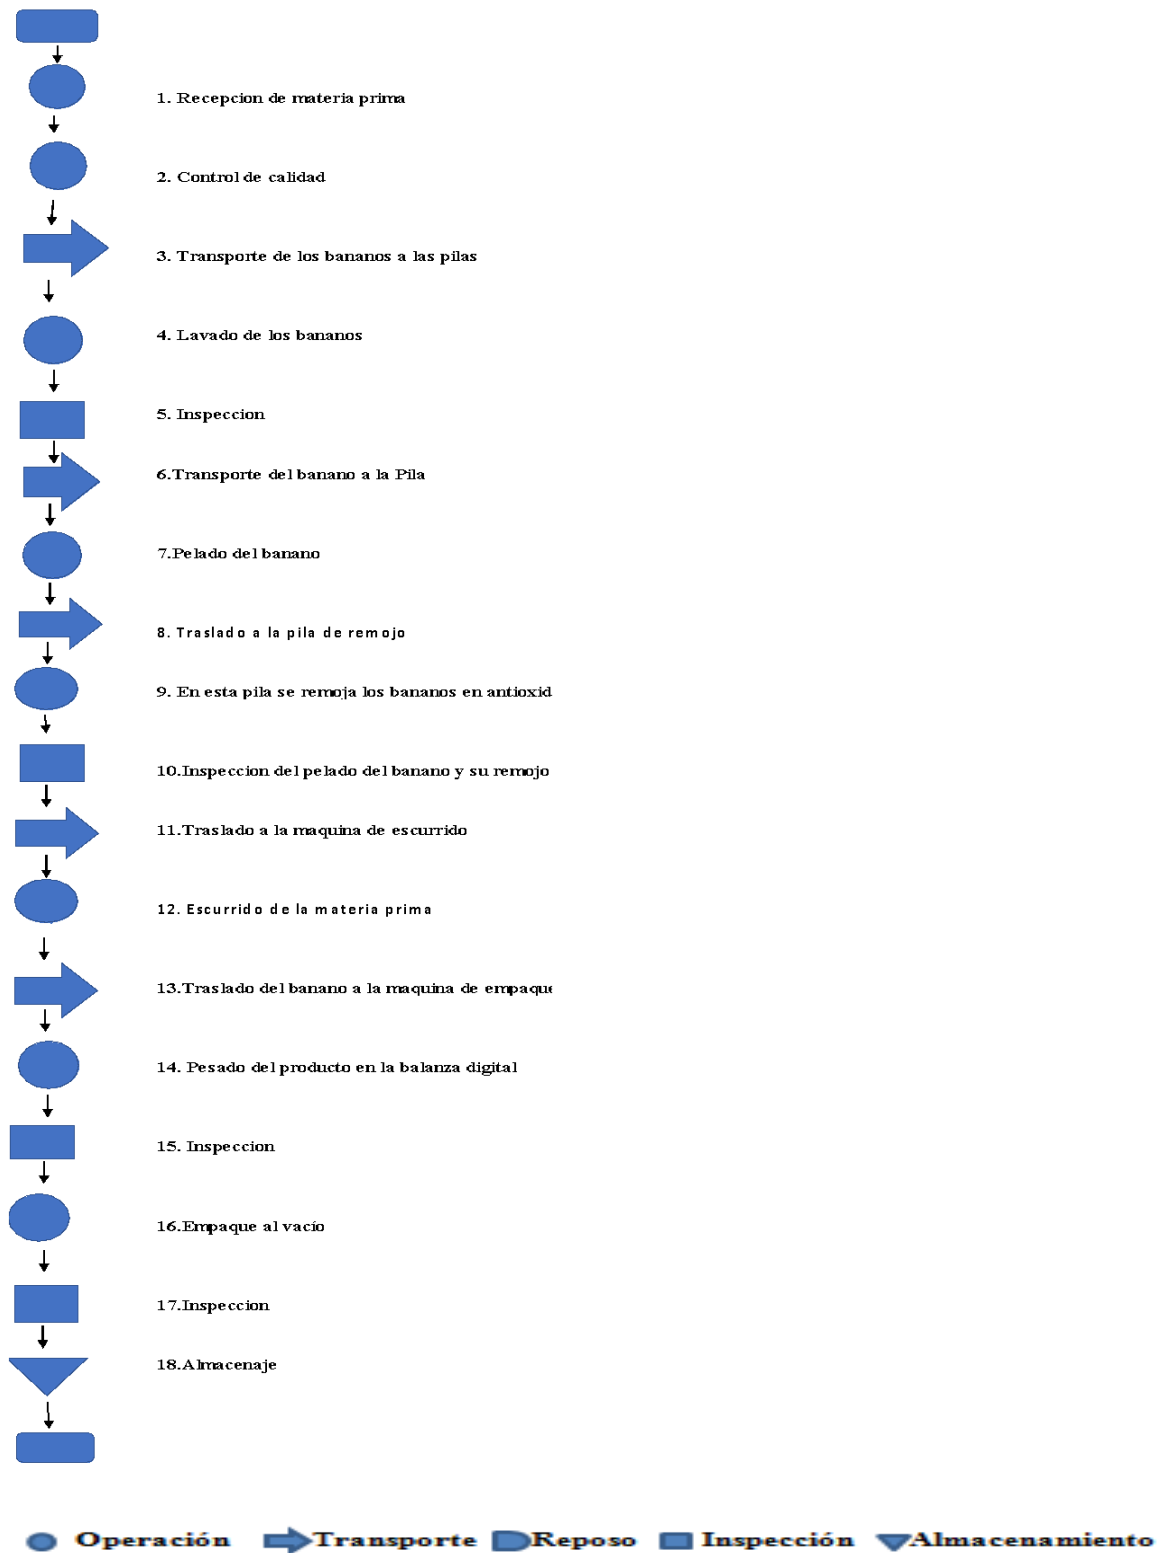 1. Recepcion de materia prima
2. Control de calidad
3. Transporte de los bananos a las pilas
4. Lavado de los bananos
5. Inspeccion
6.Transporte del banano a la Pila
7.Pelado del banano
8. Traslado a la pila de remojo
9. En esta pila se remoja los bananos en antioxid
10.Inspeccion del pelado del banano y su remojo
11.Traslado a la maquina de escurrido
12. Escurrido de la materia prima
13.Traslado del banano a la maquina de empaque
14. Pesado del producto en la balanza digital
15. Inspeccion
16.Empaque al vacío
17.Inspeccion
18.Almacenaje
Operación Transporte Reposo Inspección Almacenamiento